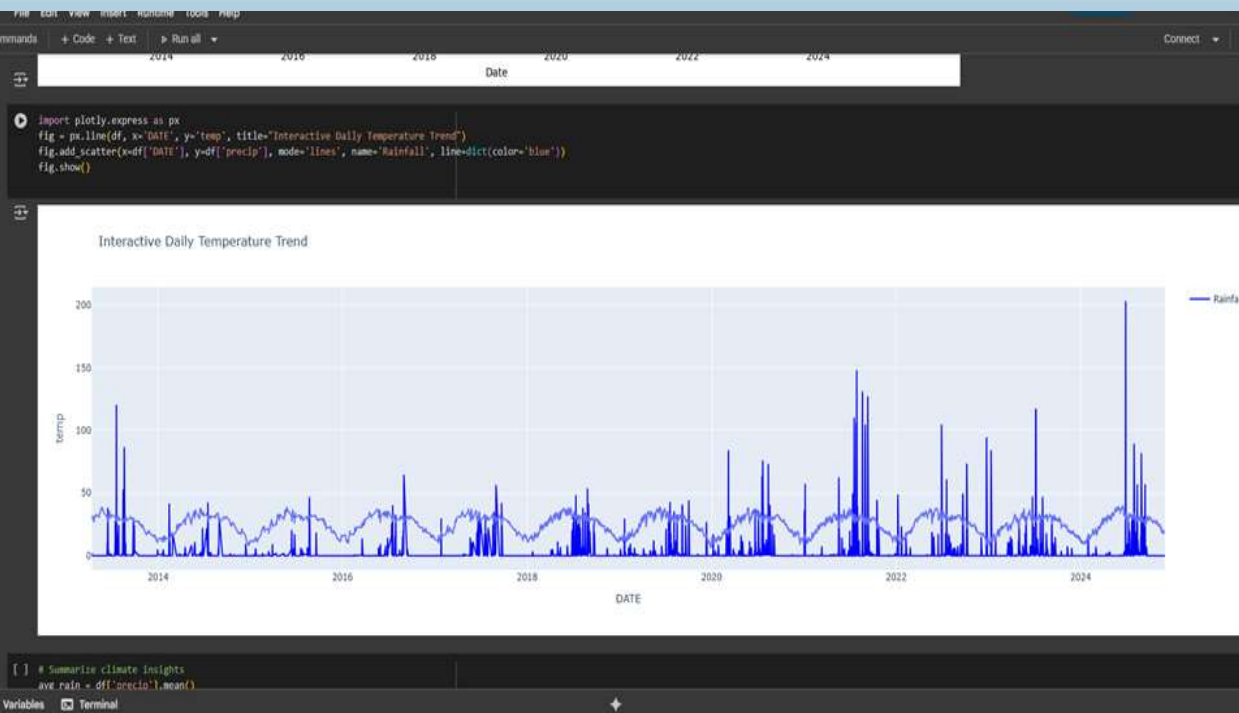 File Edit View Insert Runtime Tools Help
mmands + Code + Text Run all Connect
2014 2016 2018 2020 2022 2024
Date
import plotly.express as px
fig = px.line(df, x='DATE', y='temp', title="Interactive Daily Temperature Trend")
fig.add_scatter(x=df['DATE'], y=df['precip'], mode='lines', name='Rainfall', line=dict(color='blue'))
fig.show()
Interactive Daily Temperature Trend
200
Rainfa
150
temp
100
50
0
2014 2016 2018 2020 2022 2024
DATE
[ ] # Summarize climate insights
avg_rain = df['precip'].mean()
Variables Terminal